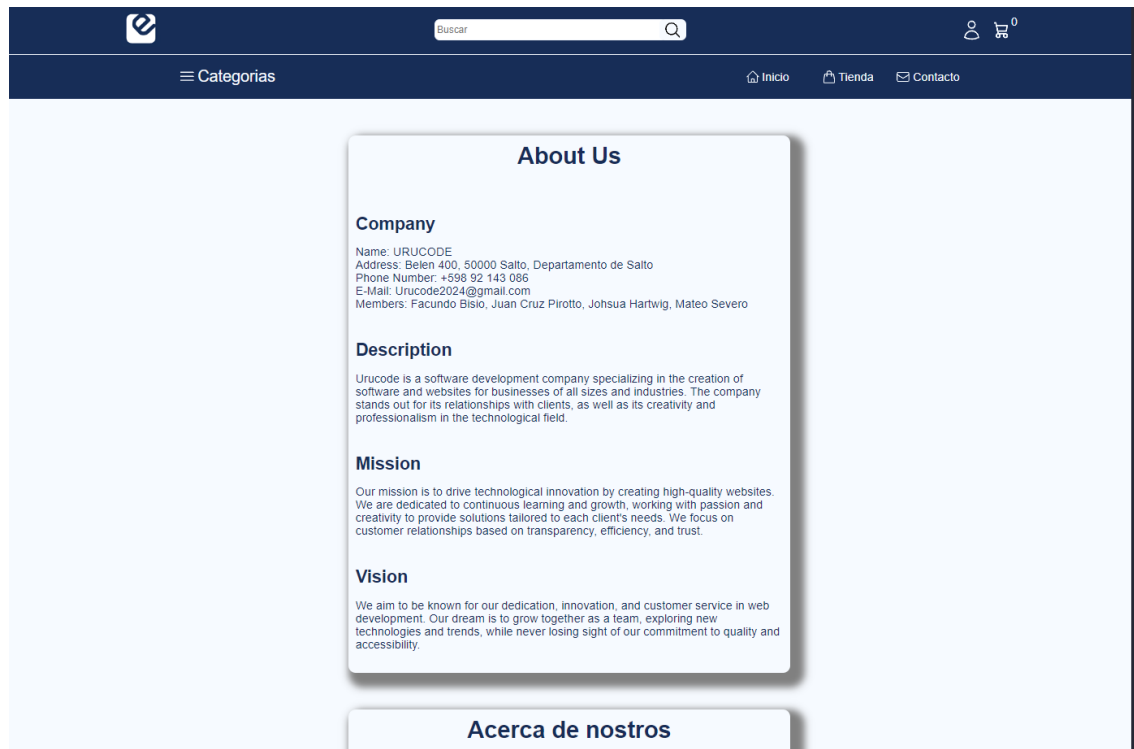 Buscar
0
Categorias
Inicio
Tienda
Contacto
About Us
Company
Name: URUCODE
Address: Belen 400, 50000 Salto, Departamento de Salto
Phone Number: +598 92 143 086
E-Mail: Urucode2024@gmail.com
Members: Facundo Bisio, Juan Cruz Pirotto, Johsua Hartwig, Mateo Severo
Description
Urucode is a software development company specializing in the creation of
software and websites for businesses of all sizes and industries. The company
stands out for its relationships with clients, as well as its creativity and
professionalism in the technological field.
Mission
Our mission is to drive technological innovation by creating high-quality websites.
We are dedicated to continuous learning and growth, working with passion and
creativity to provide solutions tailored to each client's needs. We focus on
customer relationships based on transparency, efficiency, and trust.
Vision
We aim to be known for our dedication, innovation, and customer service in web
development. Our dream is to grow together as a team, exploring new
technologies and trends, while never losing sight of our commitment to quality and
accessibility.
Acerca de nostros